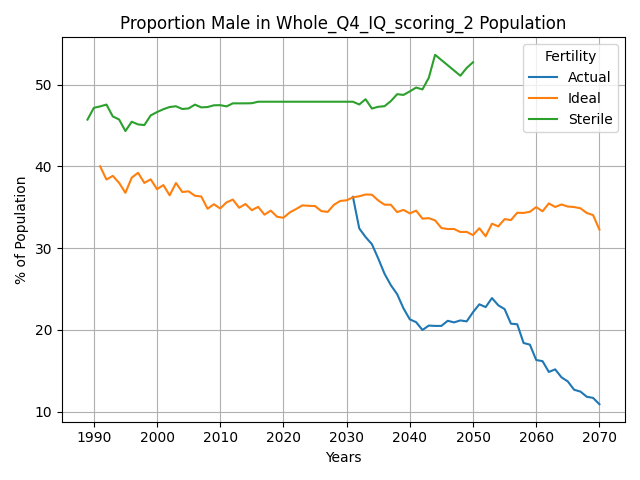 Proportion Male in Whole_Q4_IQ_scoring_2 Population
Fertility
Actual
Ideal
Sterile
% of Population
50
40
30
20
10
1990 2000 2010 2020 2030 2040 2050 2060 2070
Years